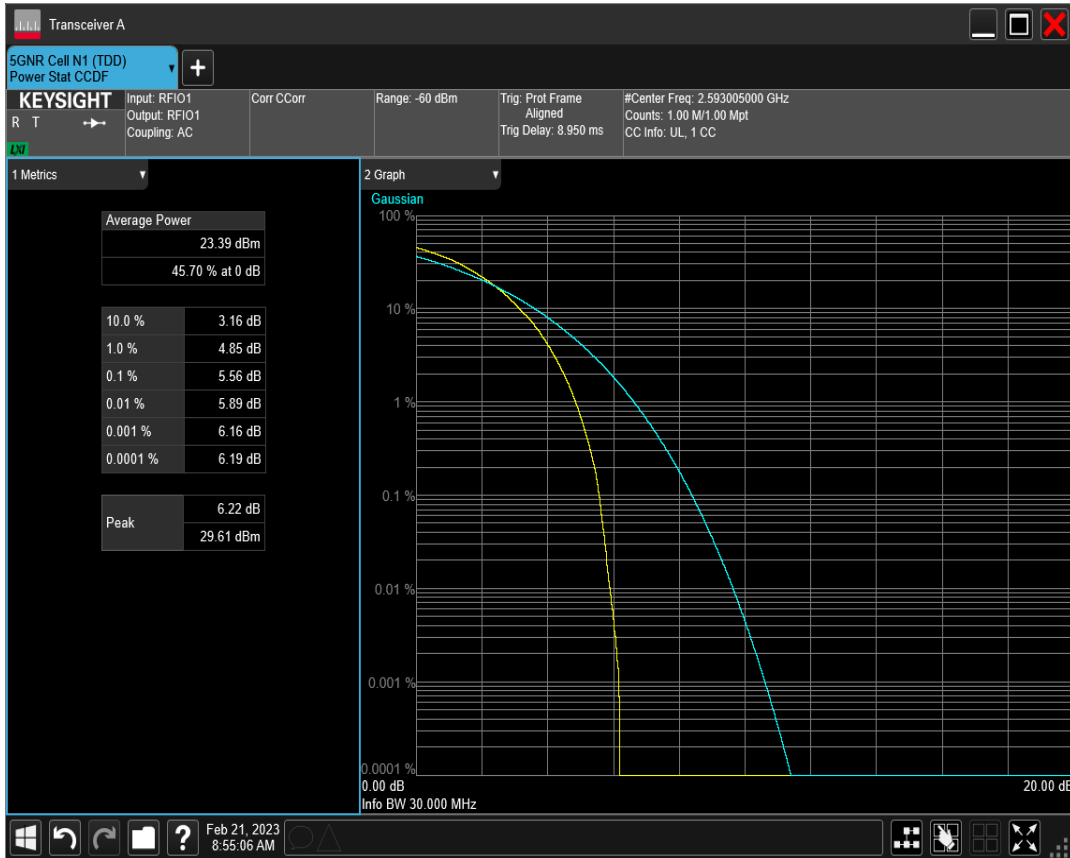 Transceiver A
5GNR Cell N1 (TDD)
Power Stat CCDF
+
KEYSIGHT
R T
LXI
Input: RFIO1
Output: RFIO1
Coupling: AC
Corr CCorr
Range: -60 dBm
Trig: Prot Frame
Aligned
Trig Delay: 8.950 ms
#Center Freq: 2.593005000 GHz
Counts: 1.00 M/1.00 Mpt
CC Info: UL, 1 CC
1 Metrics
Average Power
23.39 dBm
45.70 % at 0 dB
10.0 % 3.16 dB
1.0 % 4.85 dB
0.1 % 5.56 dB
0.01 % 5.89 dB
0.001 % 6.16 dB
0.0001 % 6.19 dB
Peak 6.22 dB
29.61 dBm
2 Graph
Gaussian
100 %
10 %
1 %
0.1 %
0.01 %
0.001 %
0.0001 %
0.00 dB 20.00 dB
Info BW 30.000 MHz
?
Feb 21, 2023
8:55:06 AM